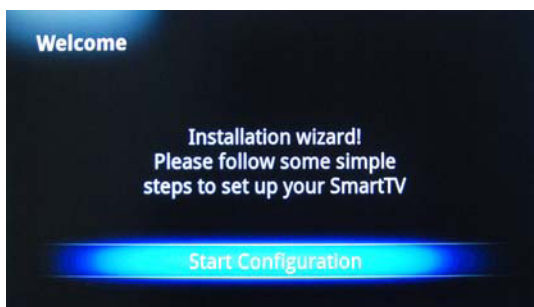 Welcome
Installation wizard!
Please follow some simple
steps to set up your SmartTV
Start Configuration